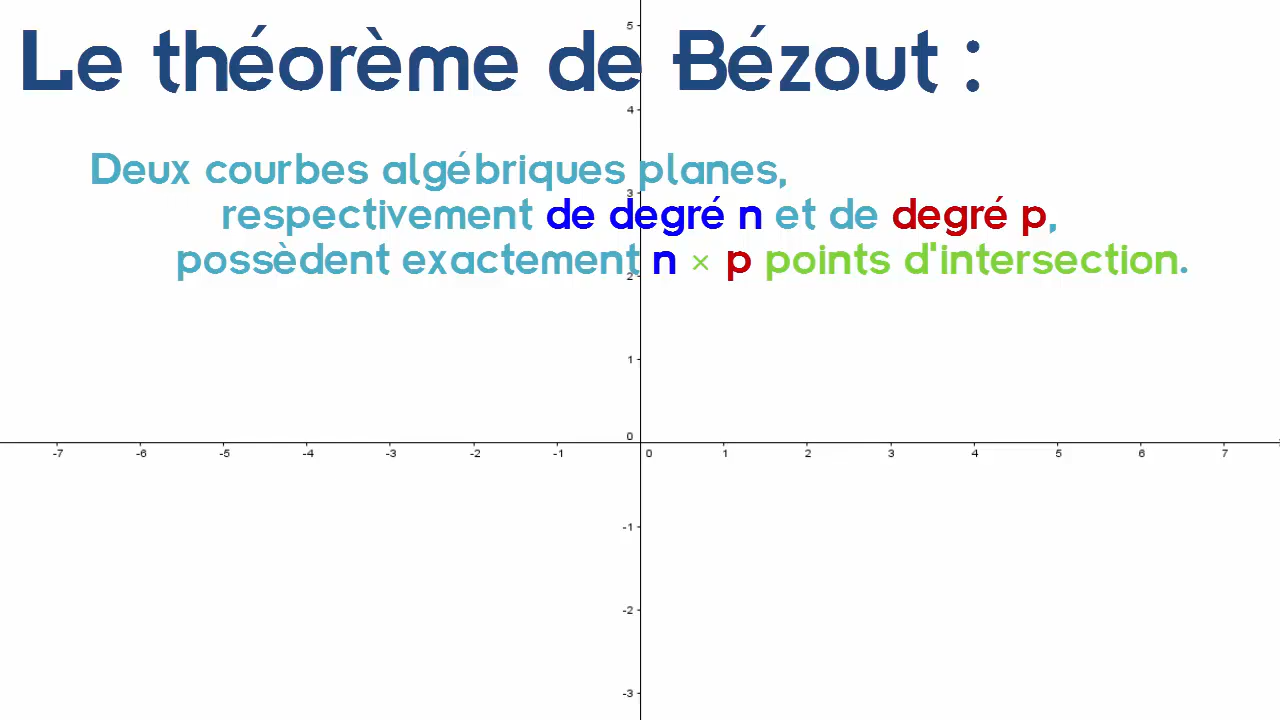 Le théorème de Bézout :
Deux courbes algébriques planes,
respectivement de degré n et de degré p,
possèdent exactement n × p points d'intersection.
5
4
3
2
1
0
-7 -6 -5 -4 -3 -2 -1 0 1 2 3 4 5 6 7
-1
-2
-3